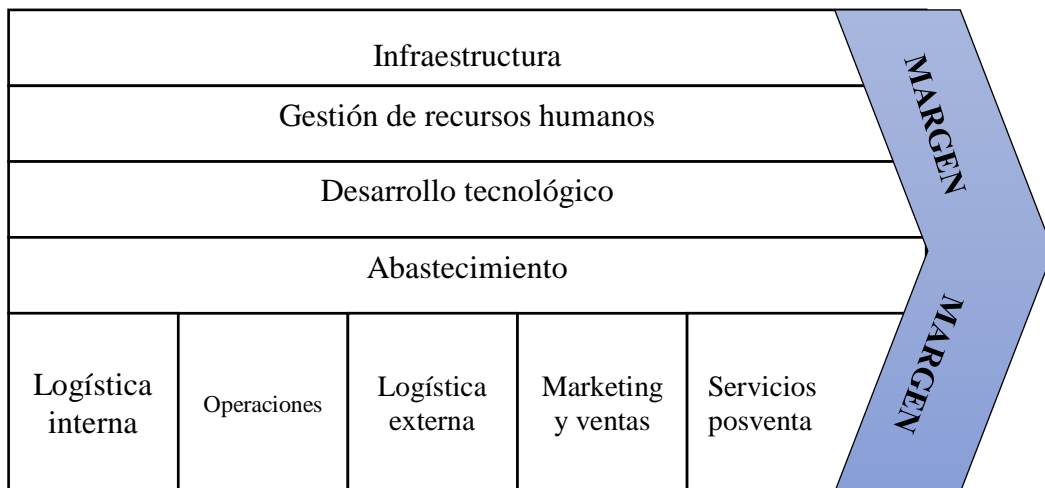 Infraestructura
Gestión de recursos humanos
Desarrollo tecnológico
Abastecimiento
Logística
interna
Operaciones
Logística
externa
Marketing
y ventas
Servicios
posventa
MARGEN
MARGEN